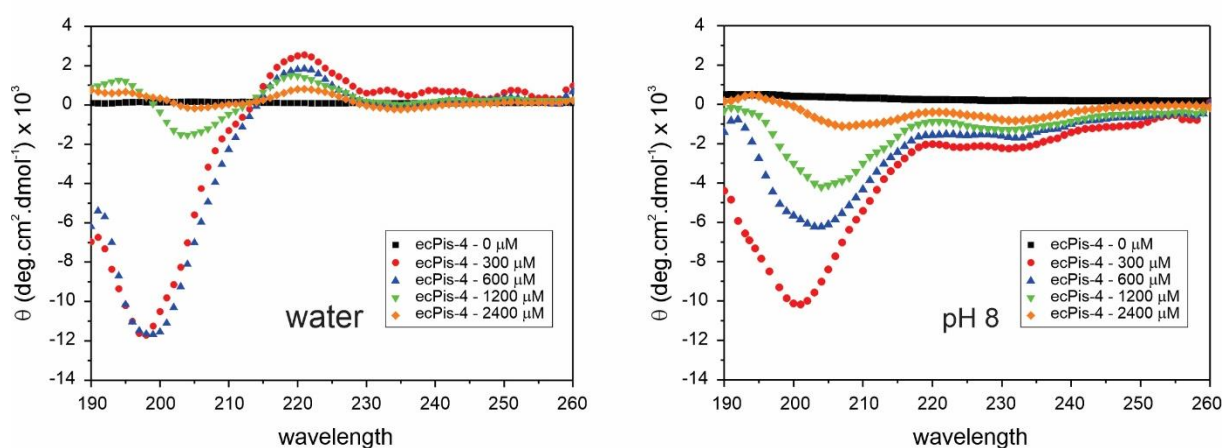 4
2
0
-2
-4
-6
-8
-10
-12
-14
θ (deg.cm².dmol⁻¹) x 10³
ecPis-4 - 0 μM
ecPis-4 - 300 μM
ecPis-4 - 600 μM
ecPis-4 - 1200 μM
ecPis-4 - 2400 μM
water
190 200 210 220 230 240 250 260
wavelength
4
2
0
-2
-4
-6
-8
-10
-12
-14
θ (deg.cm².dmol⁻¹) x 10³
ecPis-4 - 0 μM
ecPis-4 - 300 μM
ecPis-4 - 600 μM
ecPis-4 - 1200 μM
ecPis-4 - 2400 μM
pH 8
190 200 210 220 230 240 250 260
wavelength